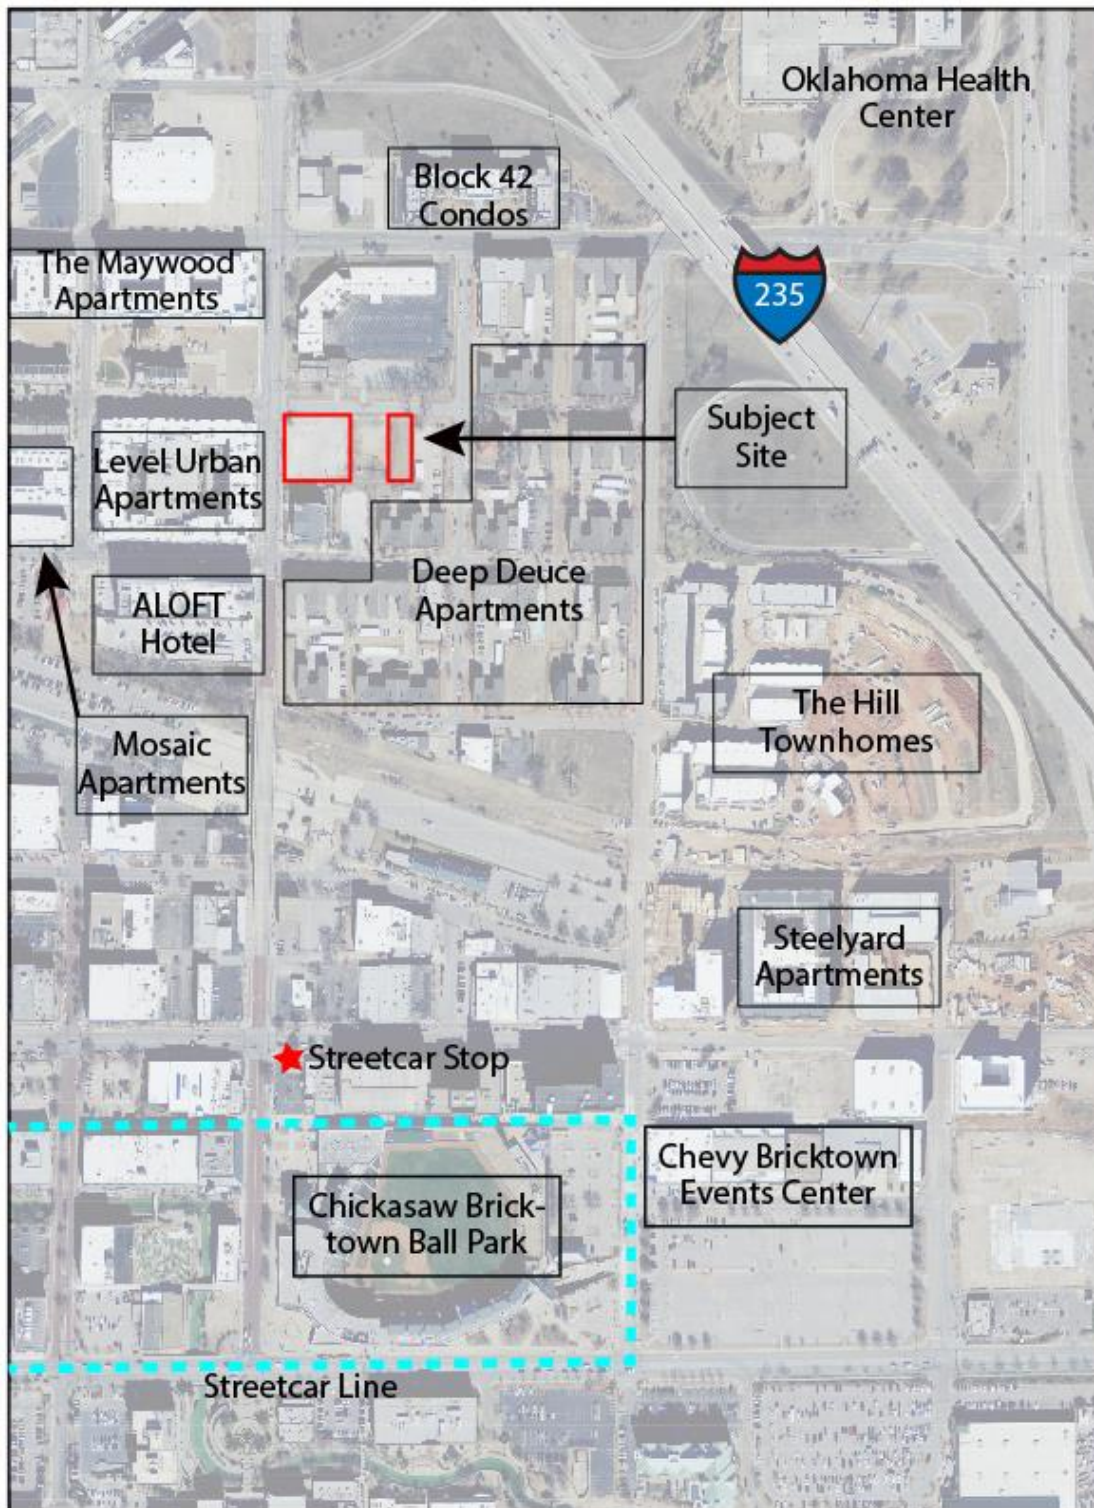 Oklahoma Health
Center
Block 42
Condos
The Maywood
Apartments
235
Subject
Site
Level Urban
Apartments
Deep Deuce
Apartments
ALOFT
Hotel
The Hill
Townhomes
Mosaic
Apartments
Steelyard
Apartments
Streetcar Stop
Chevy Bricktown
Events Center
Chickasaw Brick-
town Ball Park
Streetcar Line